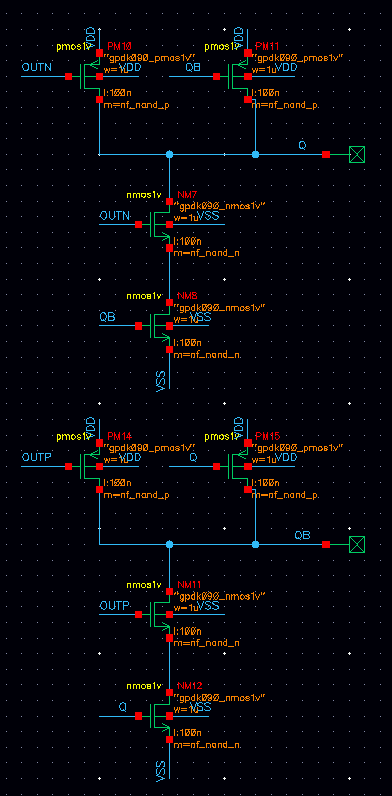 VDD VDD
pmos1v PM10 pmos1v PM11
"gpdk090_pmos1v" "gpdk090_pmos1v"
OUTN w=1u VDD QB w=1u VDD
l:100n l:100n
m=nf_nand_p m=nf_nand_p
Q
nmos1v NM7
"gpdk090_nmos1v"
w=1u
OUTN VSS
l:100n
m=nf_nand_n
nmos1v
"gpdk090_nmos1v"
w=1u
QB VSS
l:100n
m=nf_nand_n
VSS
VDD VDD
pmos1v PM14 pmos1v PM15
"gpdk090_pmos1v" "gpdk090_pmos1v"
OUTP w=1u VDD Q w=1u VDD
l:100n l:100n
m=nf_nand_p m=nf_nand_p
QB
nmos1v NM11
"gpdk090_nmos1v"
w=1u
OUTP VSS
l:100n
m=nf_nand_n
nmos1v NM12
"gpdk090_nmos1v"
w=1u
Q VSS
l:100n
m=nf_nand_n
VSS